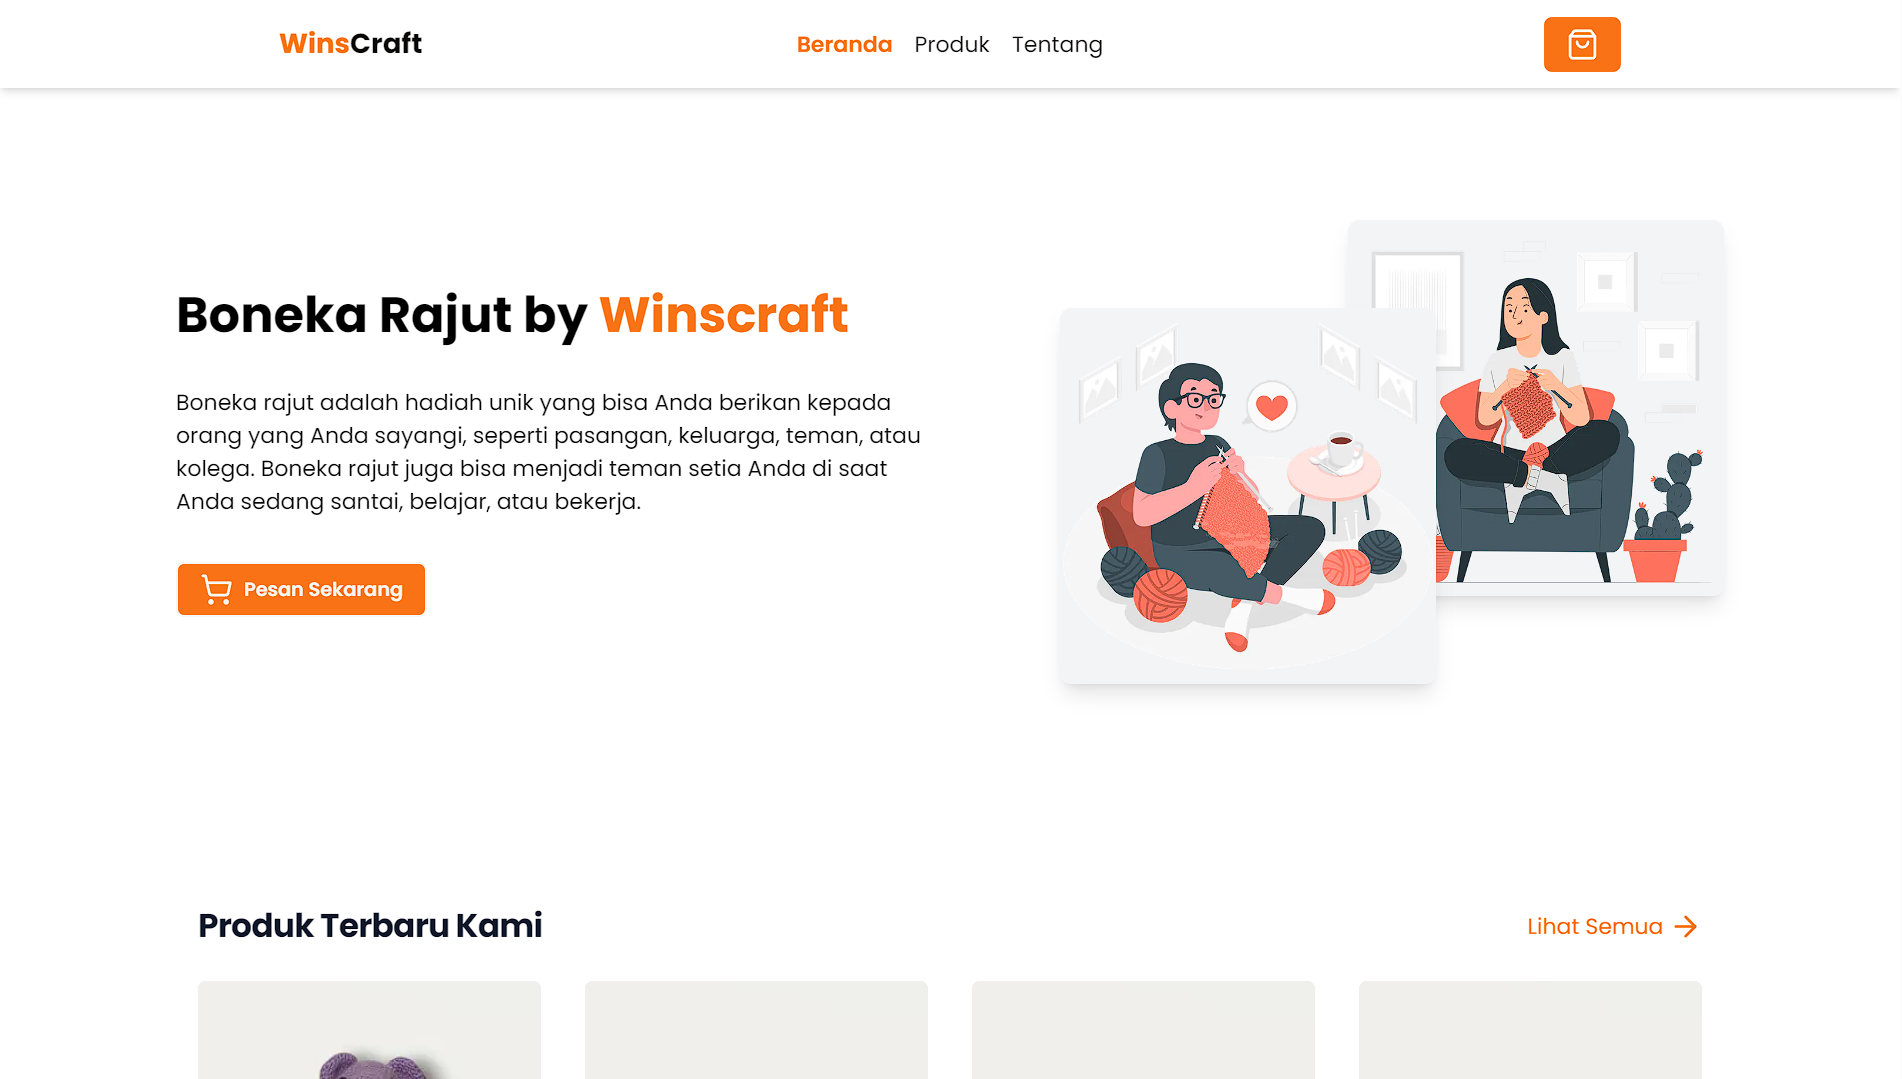 WinsCraft
Beranda Produk Tentang
Boneka Rajut by Winscraft
Boneka rajut adalah hadiah unik yang bisa Anda berikan kepada
orang yang Anda sayangi, seperti pasangan, keluarga, teman, atau
kolega. Boneka rajut juga bisa menjadi teman setia Anda di saat
Anda sedang santai, belajar, atau bekerja.
Pesan Sekarang
Produk Terbaru Kami
Lihat Semua